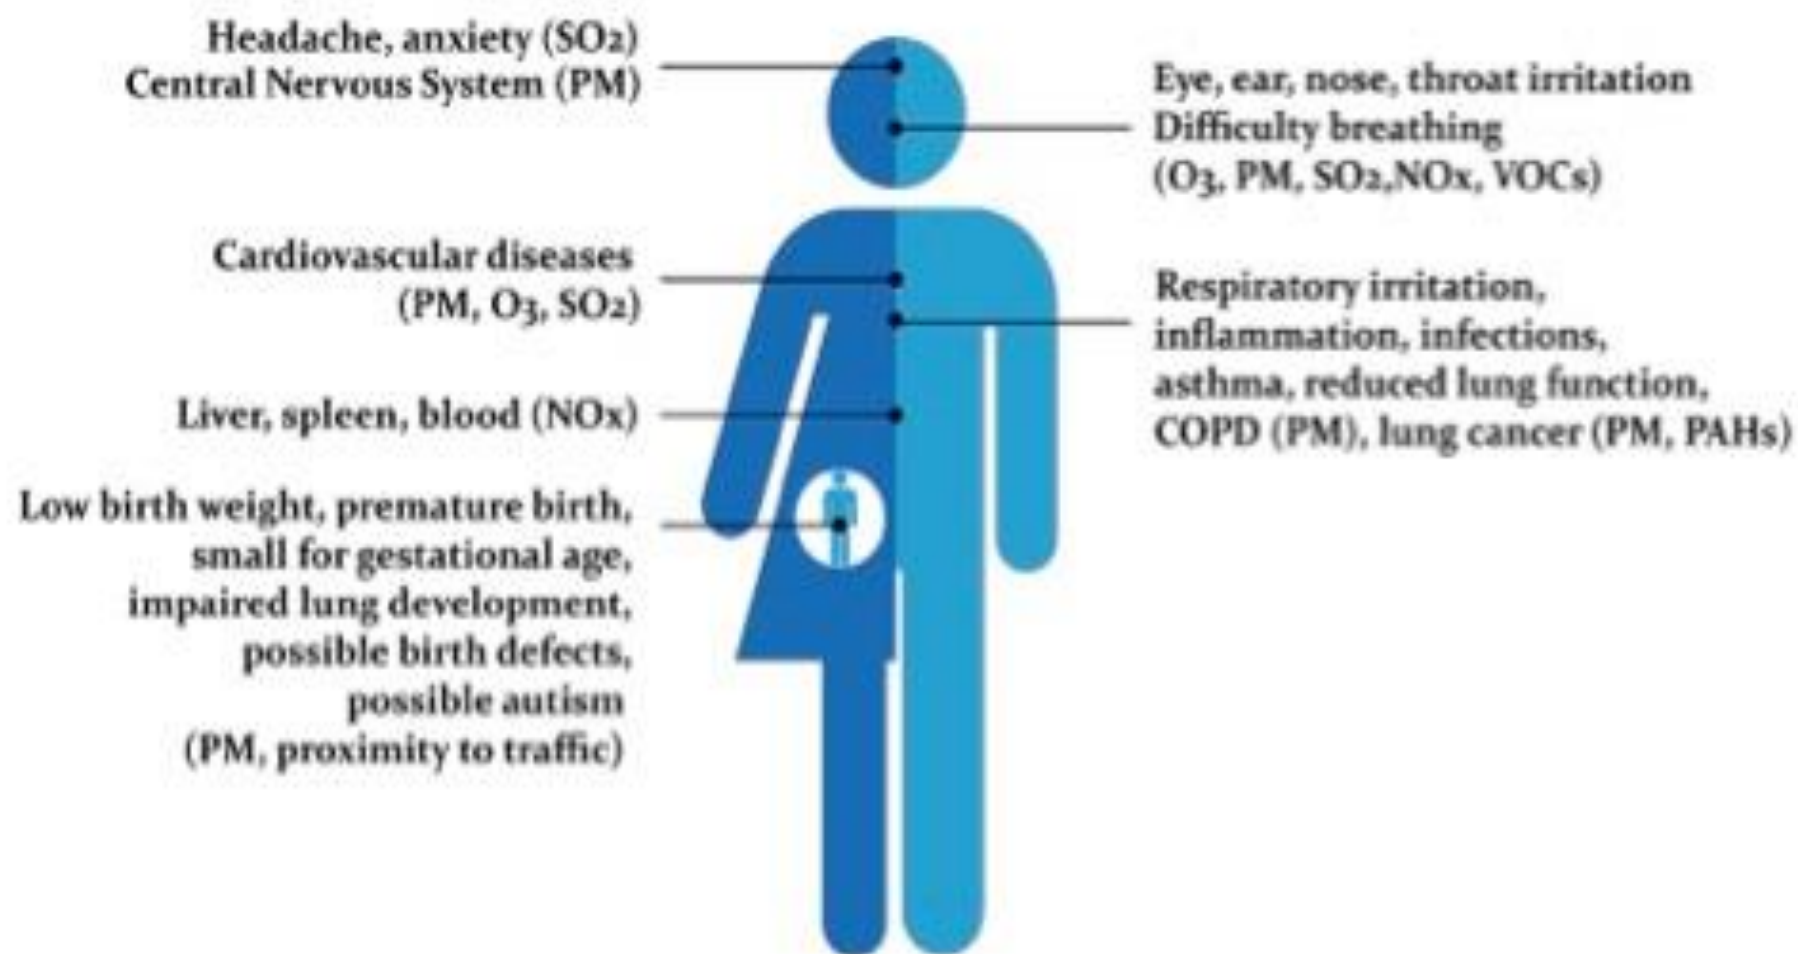 Headache, anxiety (SO2)
Central Nervous System (PM)
Eye, ear, nose, throat irritation
Difficulty breathing
(O3, PM, SO2,NOx, VOCs)
Cardiovascular diseases
(PM, O3, SO2)
Respiratory irritation,
inflammation, infections,
asthma, reduced lung function,
COPD (PM), lung cancer (PM, PAHs)
Liver, spleen, blood (NOx)
Low birth weight, premature birth,
small for gestational age,
impaired lung development,
possible birth defects,
possible autism
(PM, proximity to traffic)